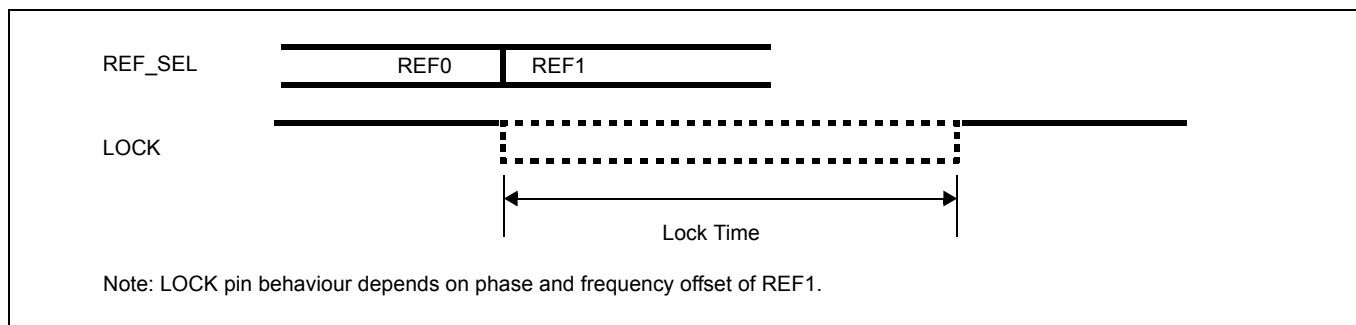 REF_SEL
REF0
REF1
LOCK
Lock Time
Note: LOCK pin behaviour depends on phase and frequency offset of REF1.